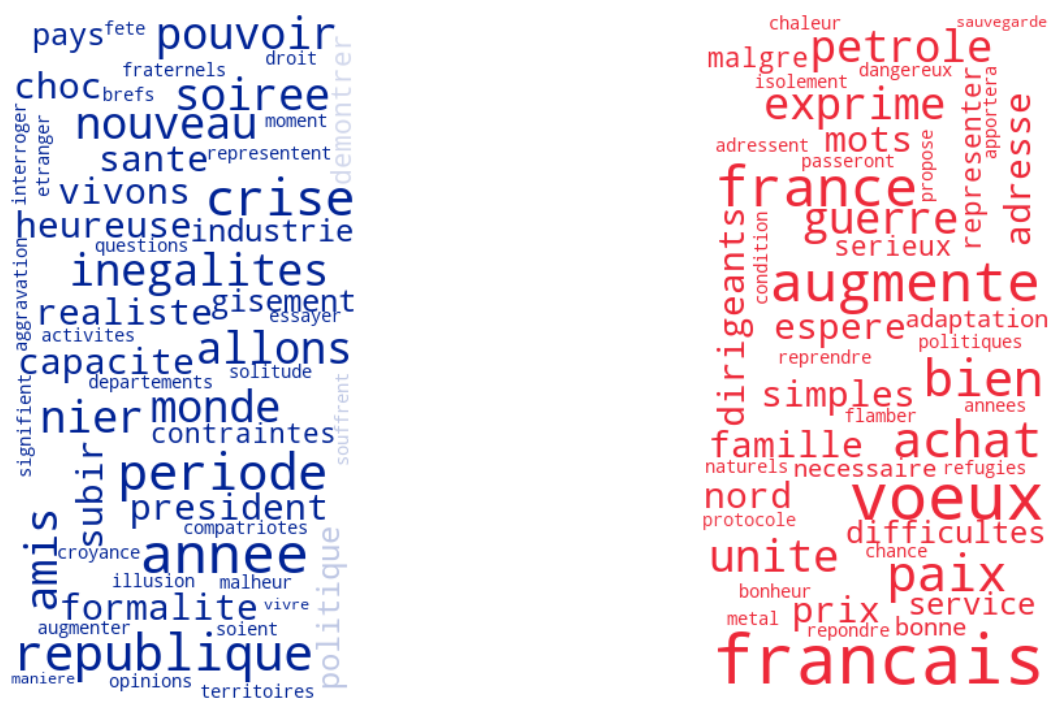 pays
fete
pouvoir
droit
demontrer
fraternels
choc
brefs
soiree
nouveau
moment
interroger
etranger
sante
representent
vivons
crise
heureuse
industrie
questions
aggravation
inegalites
realiste
gisement
essayer
activites
allons
capacite
solitude
departements
signifient
souffrent
nier
monde
contraintes
subir
periode
president
compatriotes
amis
croyance
annee
politique
illusion
malheur
formalite
vivre
augmenter
soient
republique
maniere
opinions
territoires
chaleur
sauvegarde
malgre
petrole
isolement
dangereux
representer
apportera
exprime
adresse
mots
adressent
passeront
propose
france
guerre
serieux
dirigeants
condition
augmente
espere
adaptation
politiques
reprendre
simples
bien
flamber
annees
famille
achat
naturels
necessaire
refugies
nord
voeux
protocole
difficultes
unite
chance
paix
bonheur
prix
service
metal
repondre
bonne
francais